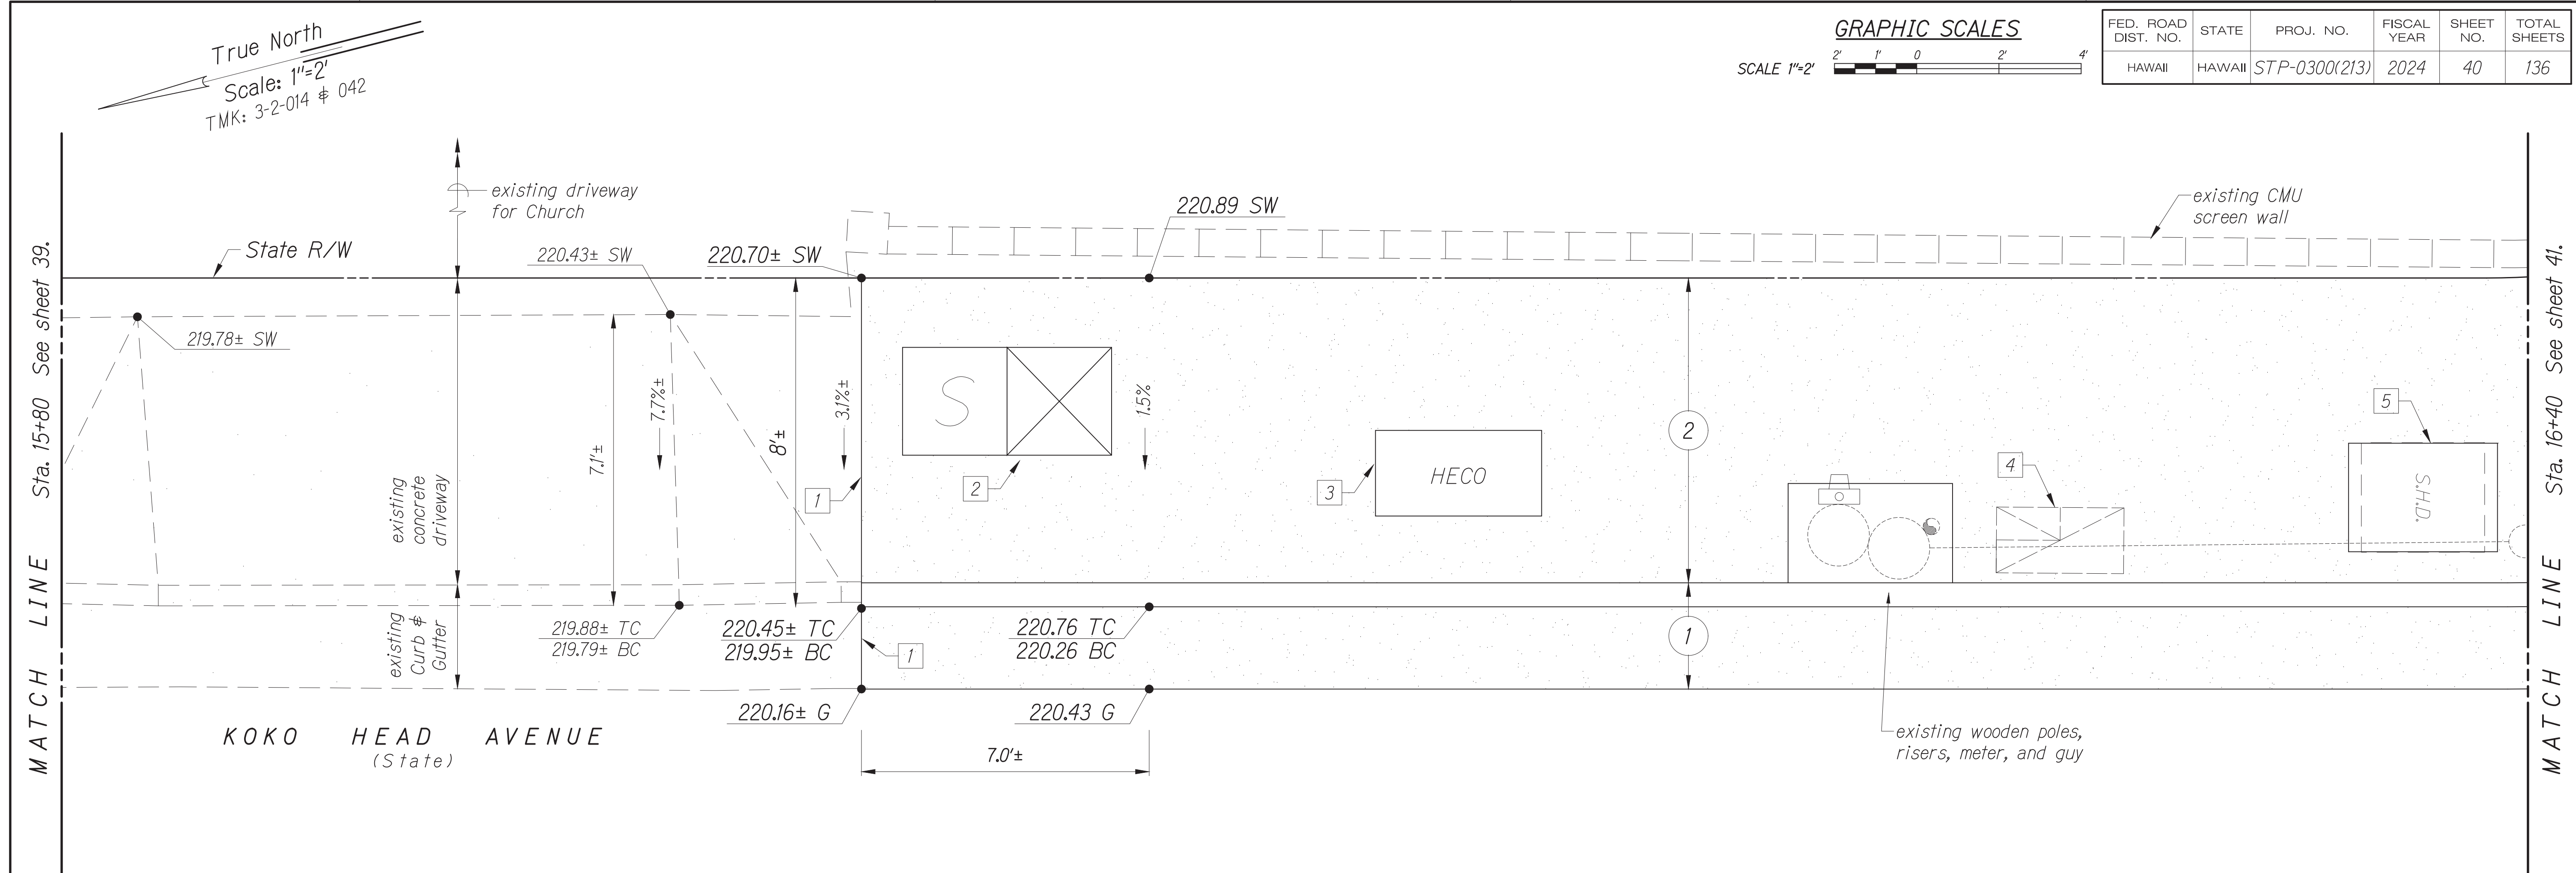 True North
Scale: 1"=2'
TMK: 3-2-014 & 042
GRAPHIC SCALES
SCALE 1"=2'
2' 1' 0 2' 4'
FED. ROAD DIST. NO.
STATE
PROJ. NO.
FISCAL YEAR
SHEET NO.
TOTAL SHEETS
HAWAII
HAWAII
STP-0300(213)
2024
40
136
MATCH LINE Sta. 15+80 See sheet 39.
State R/W
existing driveway
for Church
220.43± SW
220.70± SW
220.89 SW
existing CMU
screen wall
219.78± SW
7.1'±
7.7%±
8'±
3.1%±
1.5%
S
1
2
3
HECO
2
4
5
S.H.D.
existing
concrete
driveway
existing
Curb &
Gutter
219.88± TC
219.79± BC
220.45± TC
219.95± BC
1
220.76 TC
220.26 BC
1
220.16± G
220.43 G
7.0'±
KOKO HEAD AVENUE
(State)
existing wooden poles,
risers, meter, and guy
MATCH LINE Sta. 16+40 See sheet 41.